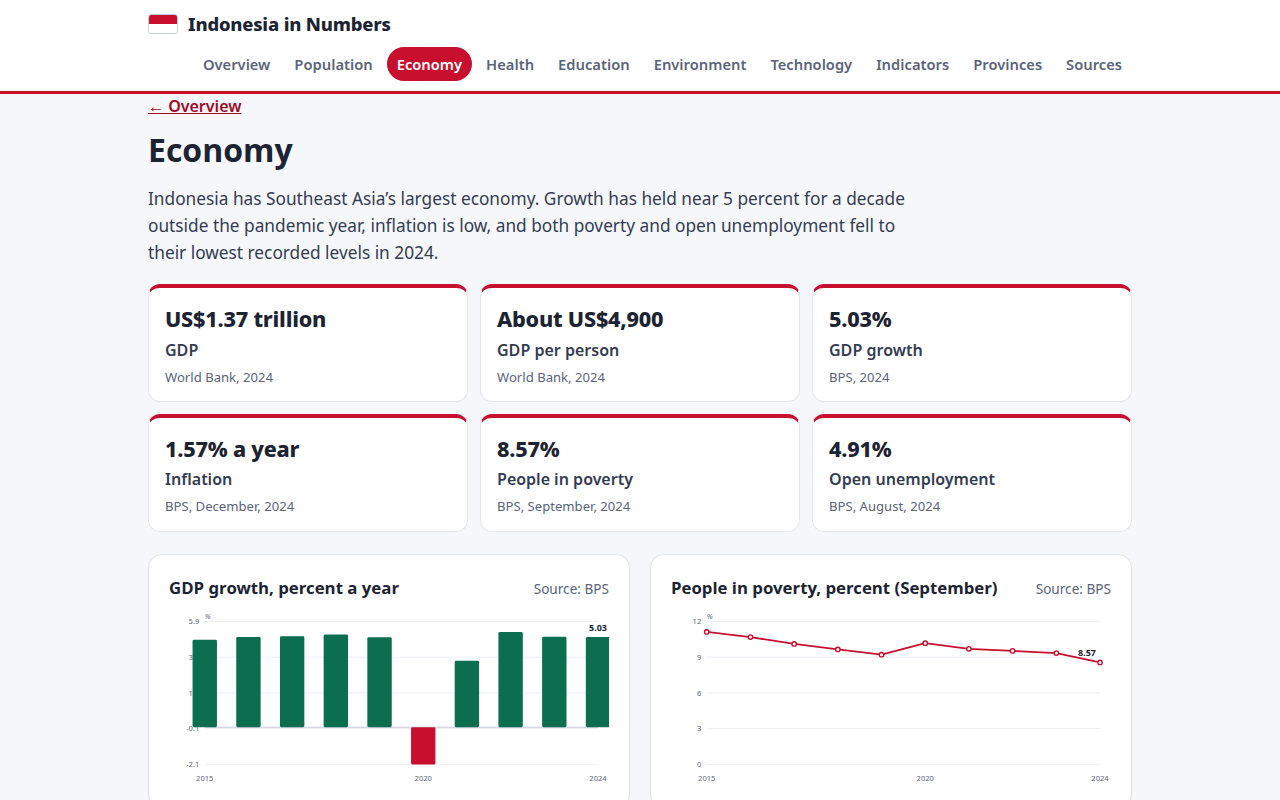 Indonesia in Numbers
Overview Population Economy Health Education Environment Technology Indicators Provinces Sources
← Overview
Economy
Indonesia has Southeast Asia’s largest economy. Growth has held near 5 percent for a decade
outside the pandemic year, inflation is low, and both poverty and open unemployment fell to
their lowest recorded levels in 2024.
US$1.37 trillion
GDP
World Bank, 2024
About US$4,900
GDP per person
World Bank, 2024
5.03%
GDP growth
BPS, 2024
1.57% a year
Inflation
BPS, December, 2024
8.57%
People in poverty
BPS, September, 2024
4.91%
Open unemployment
BPS, August, 2024
GDP growth, percent a year Source: BPS
%
5.9
5.03
-0.1
-2.1
2015 2020 2024
People in poverty, percent (September) Source: BPS
%
12
9
8.57
6
3
0
2015 2020 2024